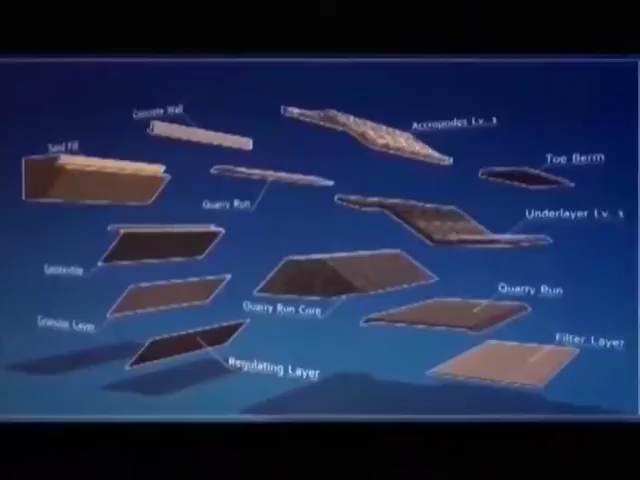 Concrete Wall
Accropodes Lv. 1
Sand Fill
Toe Berm
Quarry Run
Underlayer Lv. 1
Geotextile
Quarry Run
Quarry Run Core
Granular Layer
Filter Layer
Regulating Layer